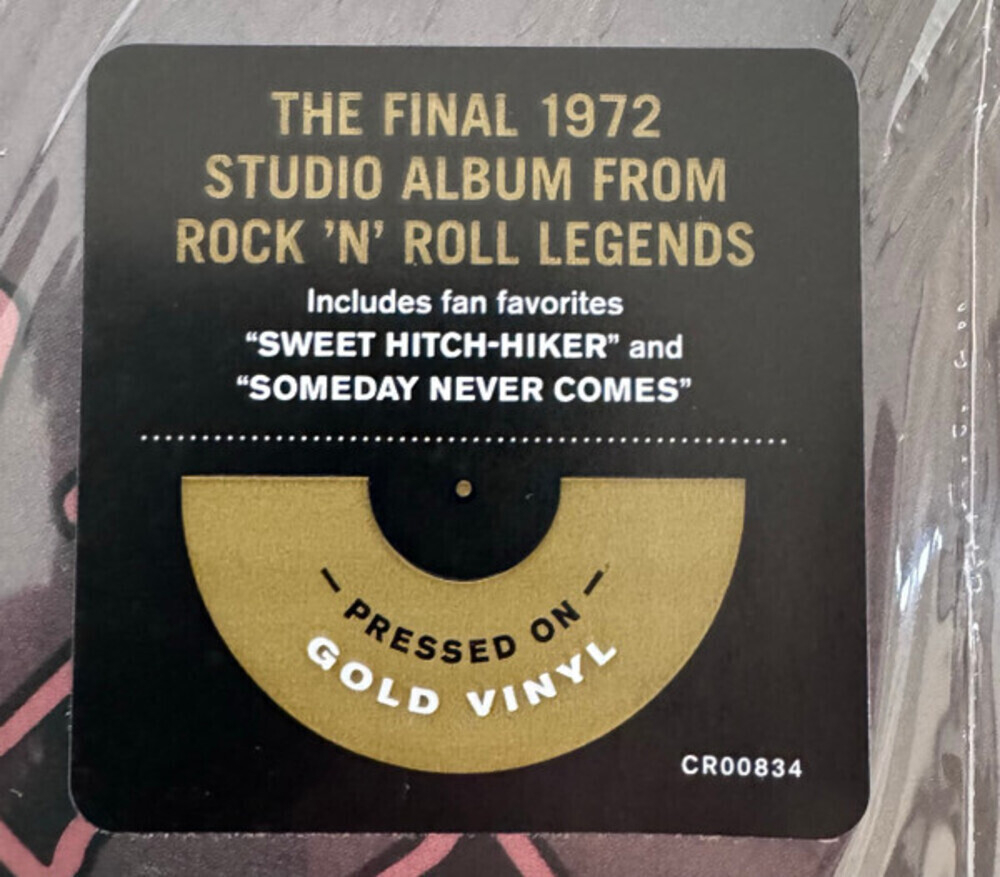 THE FINAL 1972
STUDIO ALBUM FROM
ROCK 'N' ROLL LEGENDS
Includes fan favorites
“SWEET HITCH-HIKER” and
“SOMEDAY NEVER COMES”
PRESSED ON
GOLD VINYL
CR00834